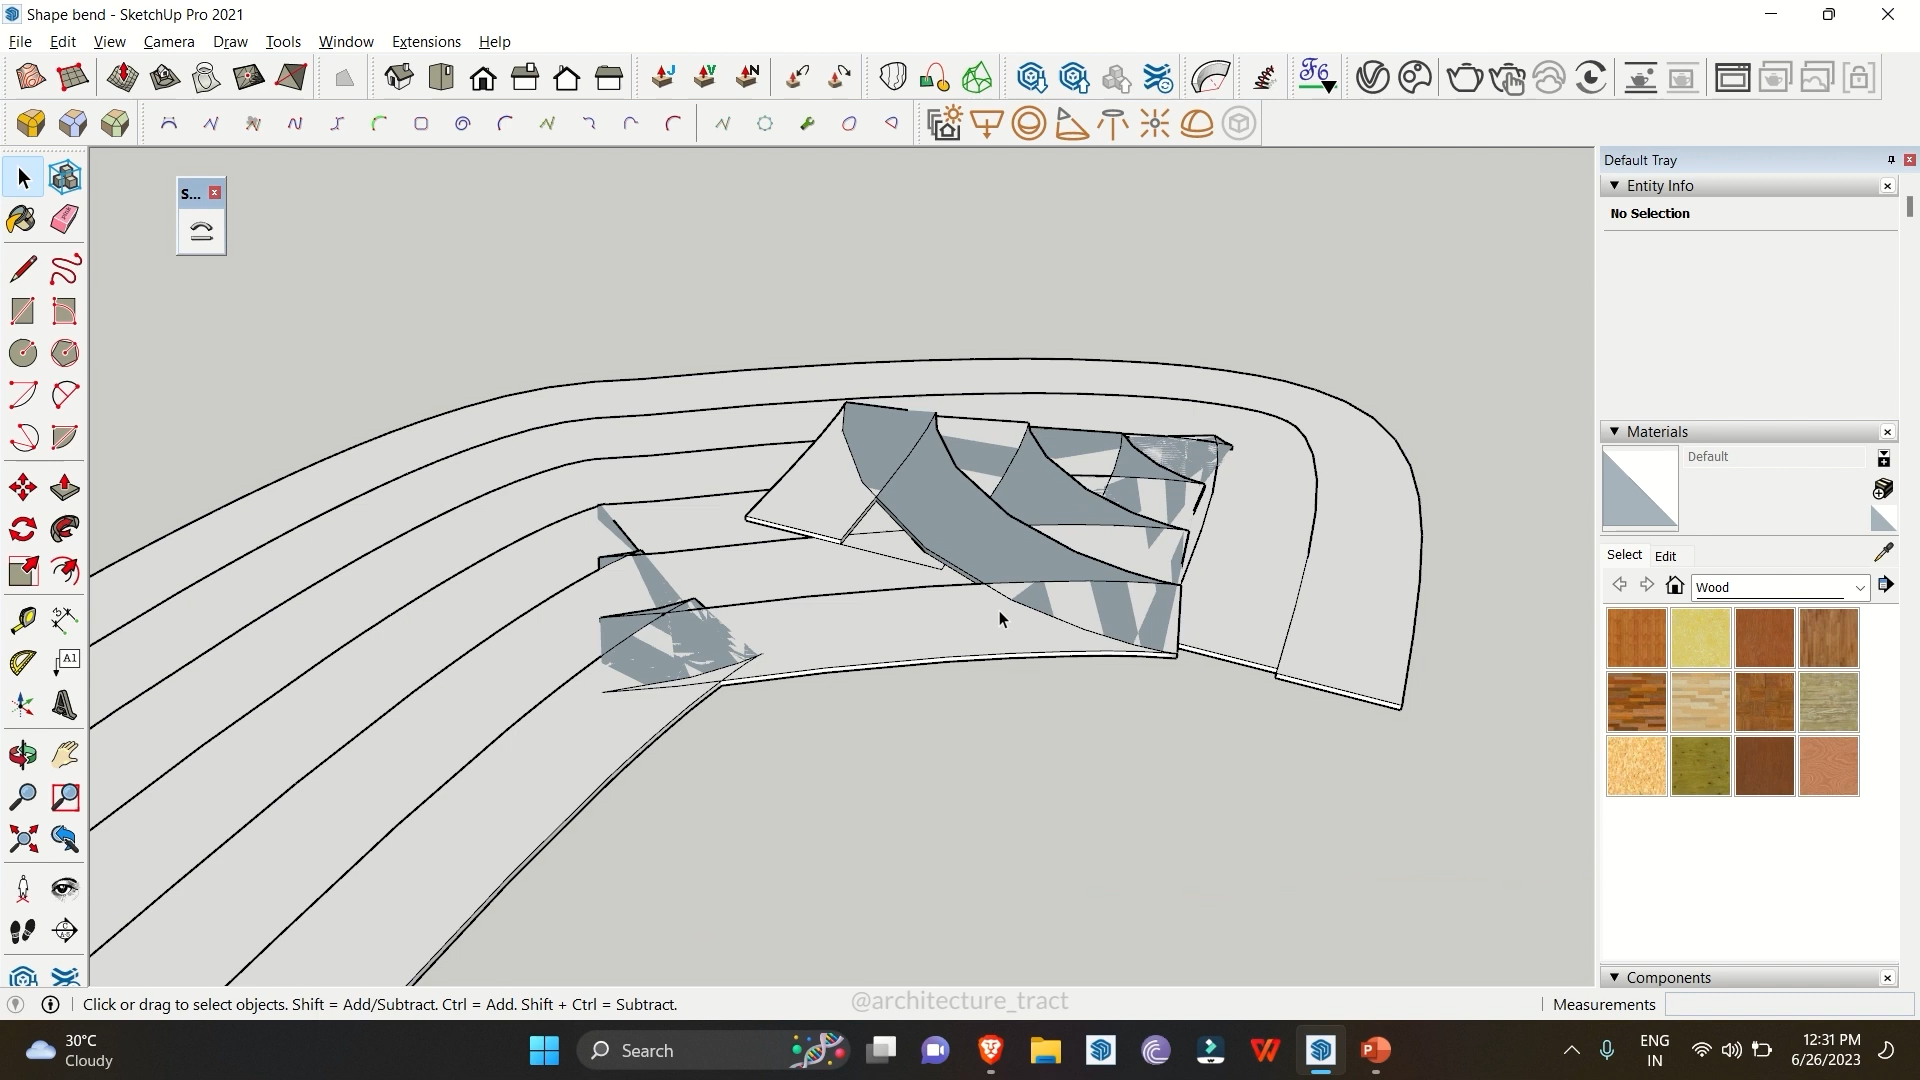 Shape bend - SketchUp Pro 2021
File Edit View Camera Draw Tools Window Extensions Help
J V N
F6
S...
A1
Default Tray
Entity Info
No Selection
Materials
Default
Select Edit
Wood
Components
Click or drag to select objects. Shift = Add/Subtract. Ctrl = Add. Shift + Ctrl = Subtract.
@architecture_tract
Measurements
30°C
Cloudy
Search
ENG
IN
12:31 PM
6/26/2023